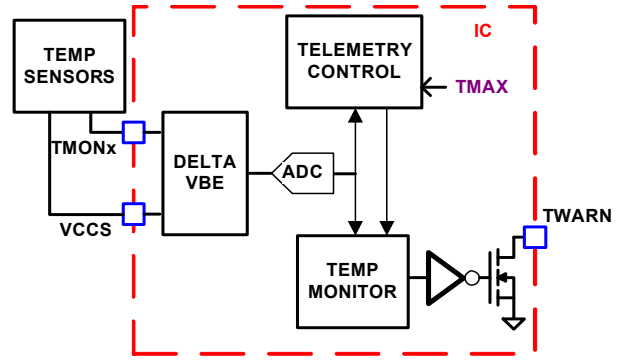 IC
TEMP
SENSORS
TELEMETRY
CONTROL
TMAX
TMONx
DELTA
VBE
ADC
VCCS
TWARN
TEMP
MONITOR